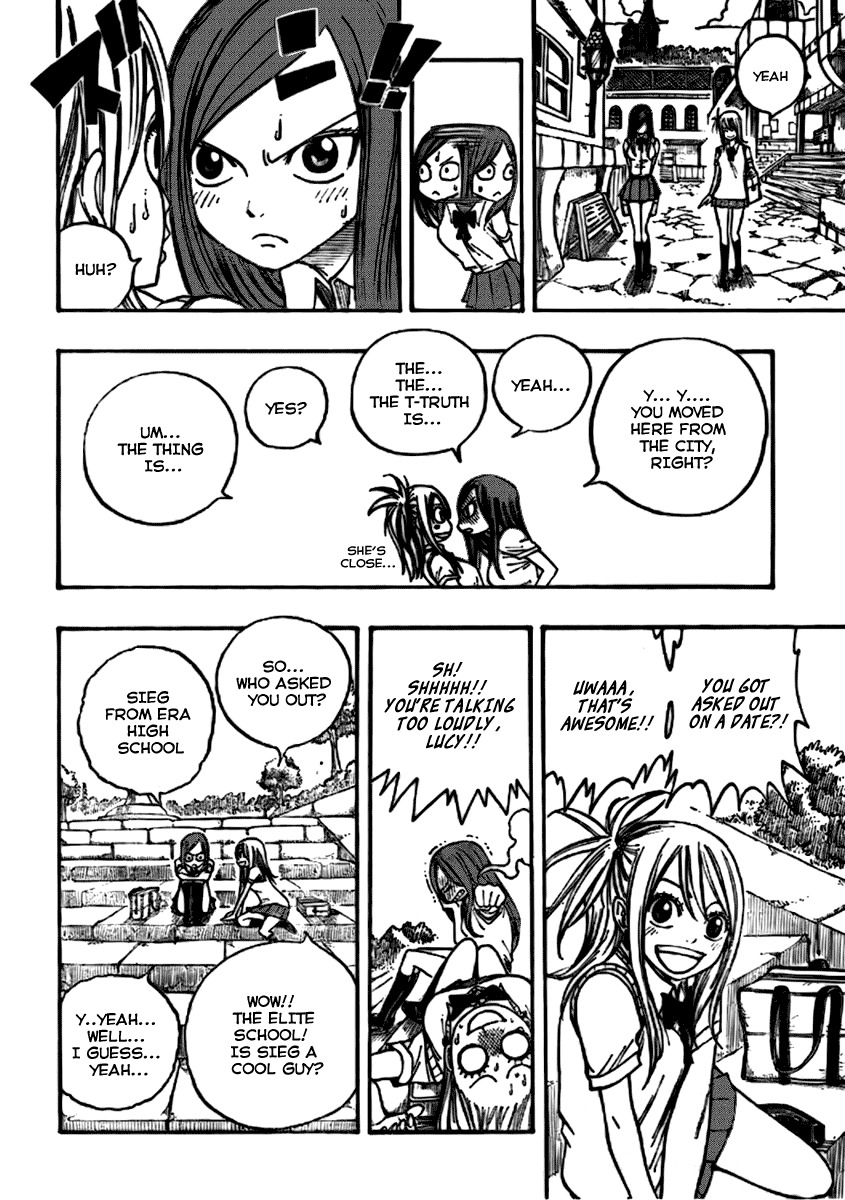 YEAH
ズ
ニ
!!
HUH?
Y... Y....
YOU MOVED
HERE FROM
THE CITY,
RIGHT?
YEAH...
THE...
THE...
THE T-TRUTH
IS...
YES?
UM...
THE THING
IS...
SHE'S
CLOSE...
YOU GOT
ASKED OUT
ON A DATE?!
UWAAA,
THAT'S
AWESOME!!
SH!
SHHHHH!!
YOU'RE TALKING
TOO LOUDLY,
LUCY!!
SO...
WHO ASKED
YOU OUT?
SIEG
FROM ERA
HIGH
SCHOOL
WOW!!
THE ELITE
SCHOOL!
IS SIEG A
COOL GUY?
Y..YEAH...
WELL...
I GUESS...
YEAH...